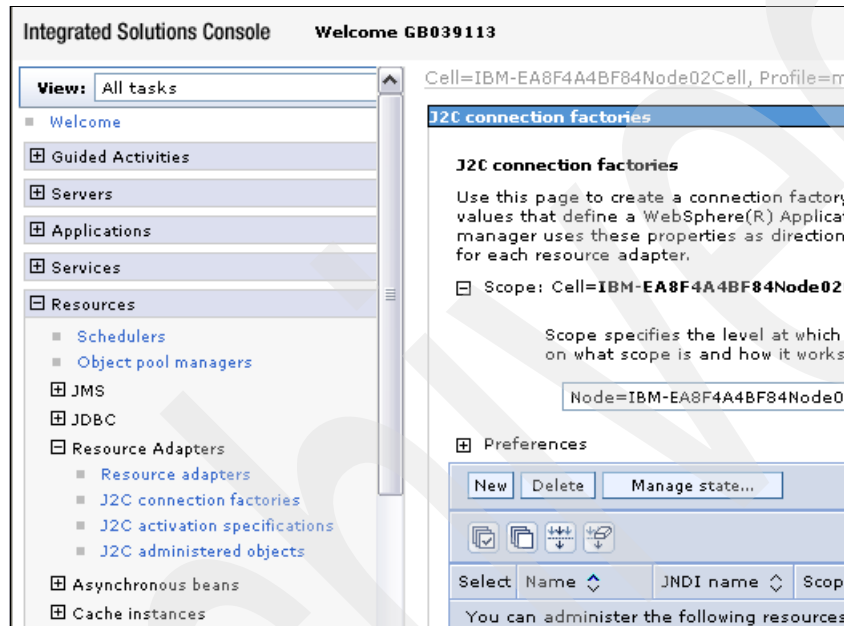 Integrated Solutions Console Welcome GB039113
View: All tasks
Welcome
Guided Activities
Servers
Applications
Services
Resources
Schedulers
Object pool managers
JMS
JDBC
Resource Adapters
Resource adapters
J2C connection factories
J2C activation specifications
J2C administered objects
Asynchronous beans
Cache instances
Cell=IBM-EA8F4A4BF84Node02Cell, Profile=m
J2C connection factories
J2C connection factories
Use this page to create a connection factory
values that define a WebSphere(R) Applica
manager uses these properties as direction
for each resource adapter.
Scope: Cell=IBM-EA8F4A4BF84Node02
Scope specifies the level at which
on what scope is and how it works
Node=IBM-EA8F4A4BF84Node0
Preferences
New Delete Manage state...
Select Name JNDI name Scop
You can administer the following resources